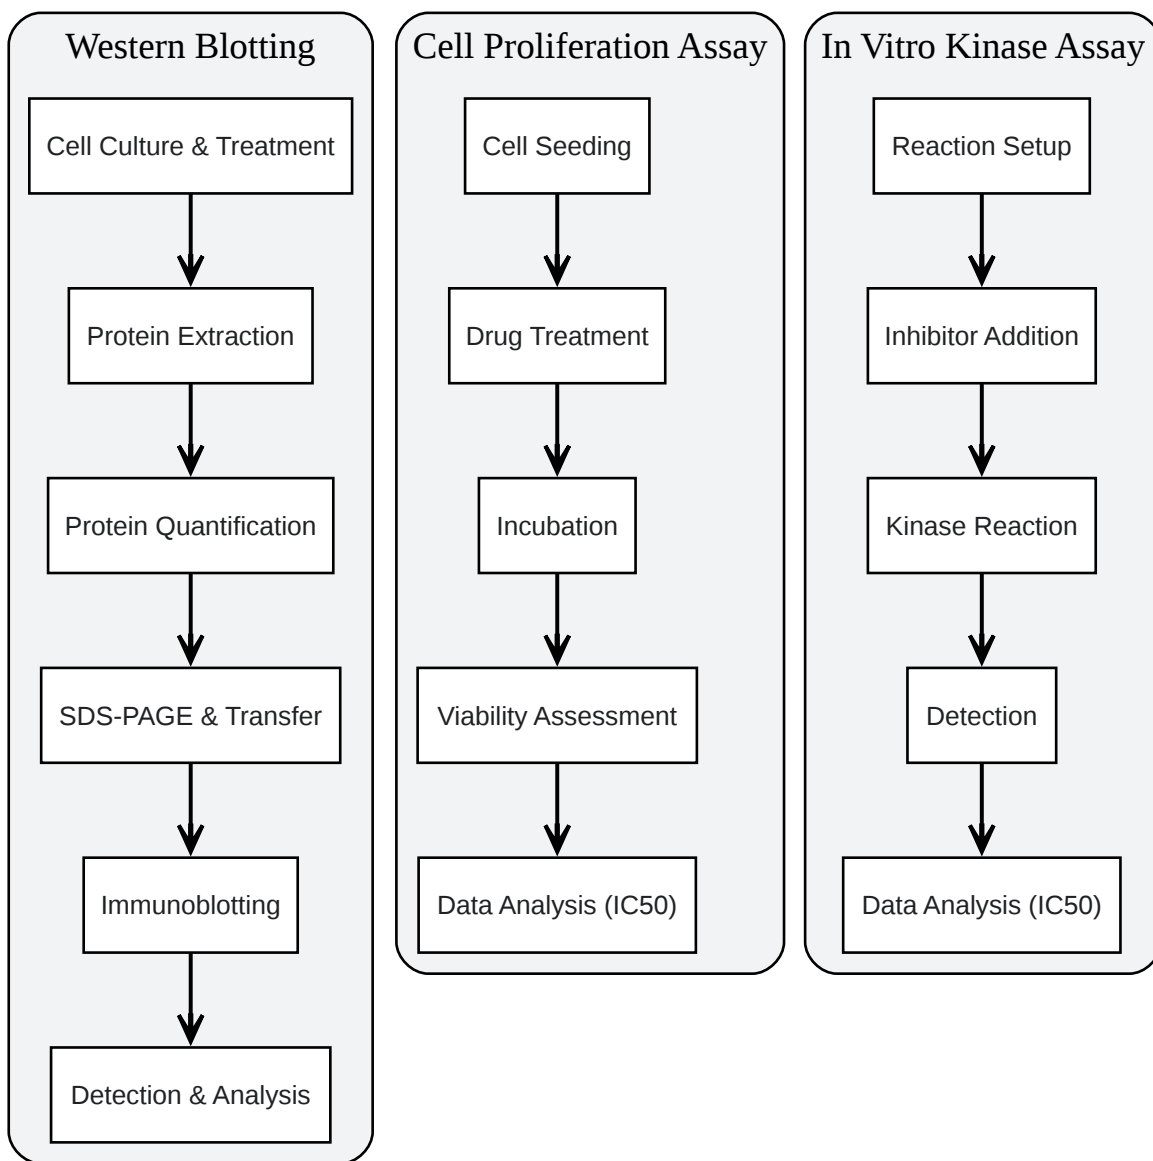 Western Blotting
Cell Culture & Treatment
Protein Extraction
Protein Quantification
SDS-PAGE & Transfer
Immunoblotting
Detection & Analysis
Cell Proliferation Assay
Cell Seeding
Drug Treatment
Incubation
Viability Assessment
Data Analysis (IC50)
In Vitro Kinase Assay
Reaction Setup
Inhibitor Addition
Kinase Reaction
Detection
Data Analysis (IC50)